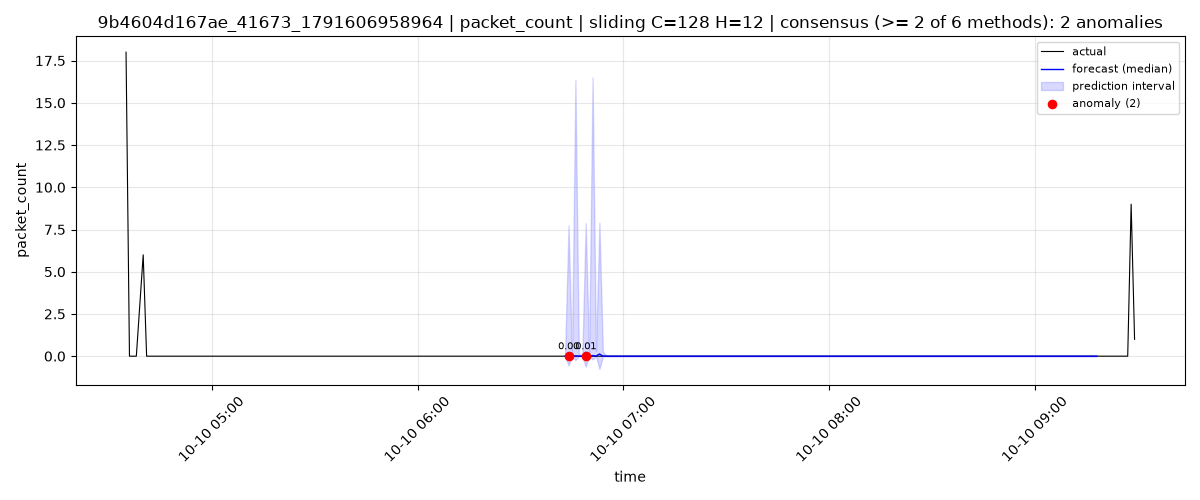 9b4604d167ae_41673_1791606958964 | packet_count | sliding C=128 H=12 | consensus (>= 2 of 6 methods): 2 anomalies
actual
forecast (median)
prediction interval
anomaly (2)
packet_count
17.5
15.0
12.5
10.0
7.5
5.0
2.5
0.0
0.00
0.01
10-10 05:00
10-10 06:00
10-10 07:00
10-10 08:00
10-10 09:00
time